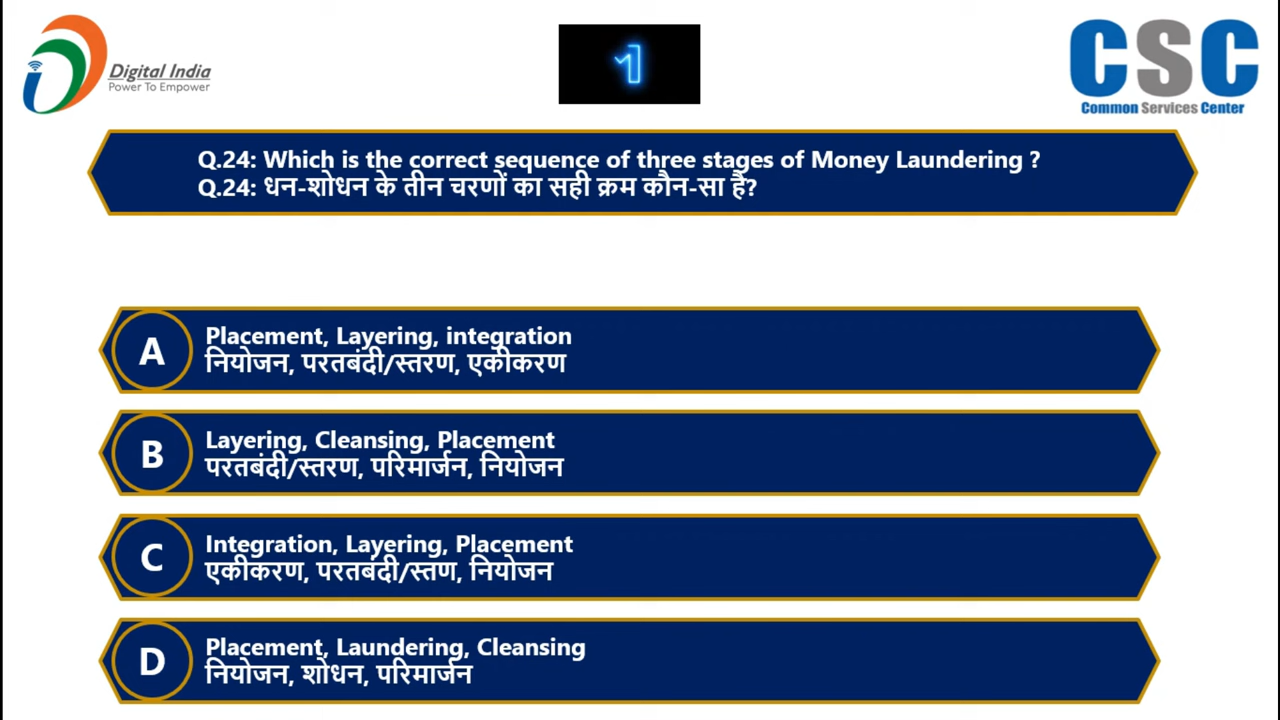 Digital India
Power To Empower
1
CSC
Common Services Center
Q.24: Which is the correct sequence of three stages of Money Laundering ?
Q.24: धन-शोधन के तीन चरणों का सही क्रम कौन-सा है?
A
Placement, Layering, integration
नियोजन, परतबंदी/स्तरण, एकीकरण
B
Layering, Cleansing, Placement
परतबंदी/स्तरण, परिमार्जन, नियोजन
C
Integration, Layering, Placement
एकीकरण, परतबंदी/स्तण, नियोजन
D
Placement, Laundering, Cleansing
नियोजन, शोधन, परिमार्जन